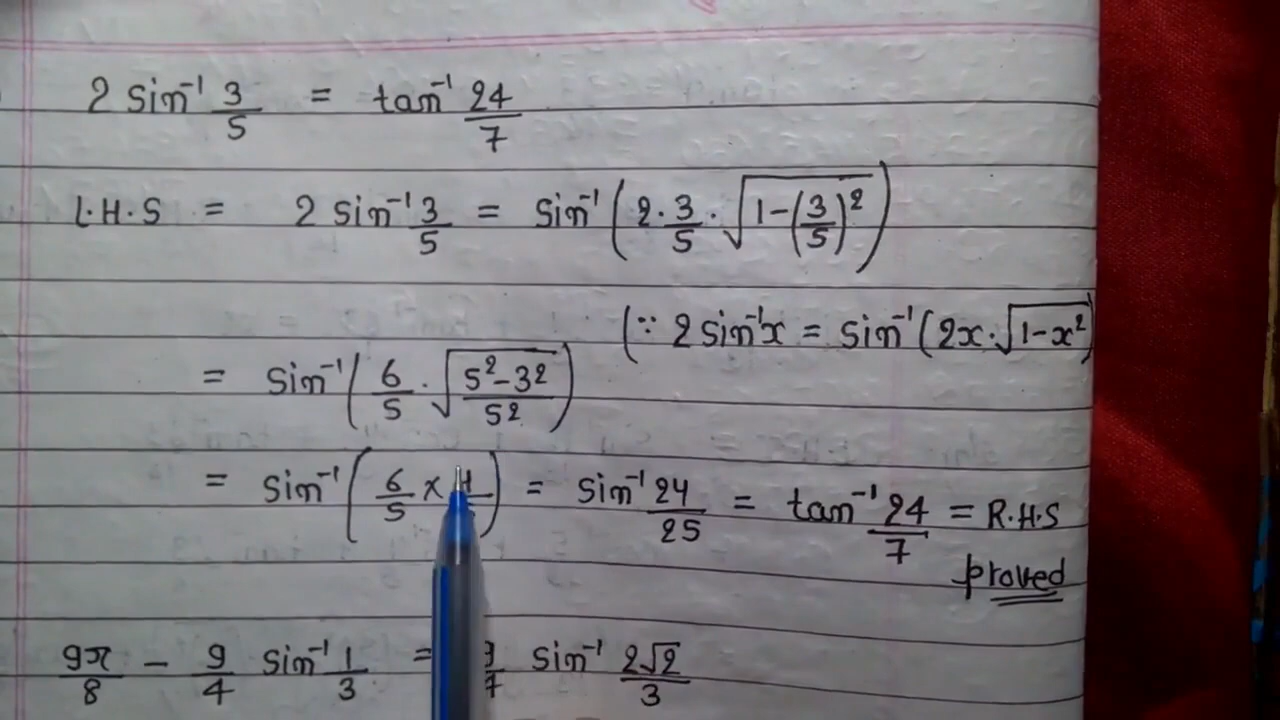 2 sin⁻¹ 3/5 = tan⁻¹ 24/7
L.H.S = 2 sin⁻¹ 3/5 = sin⁻¹(2·3/5·√(1-(3/5)²))
(∵ 2 sin⁻¹x = sin⁻¹(2x·√(1-x²)
= sin⁻¹(6/5·√((5²-3²)/5²))
= sin⁻¹(6/5 × 4) = sin⁻¹ 24/25 = tan⁻¹ 24/7 = R.H.S
proved
9π/8 - 9/4 sin⁻¹ 1/3 = sin⁻¹ 2√2/3